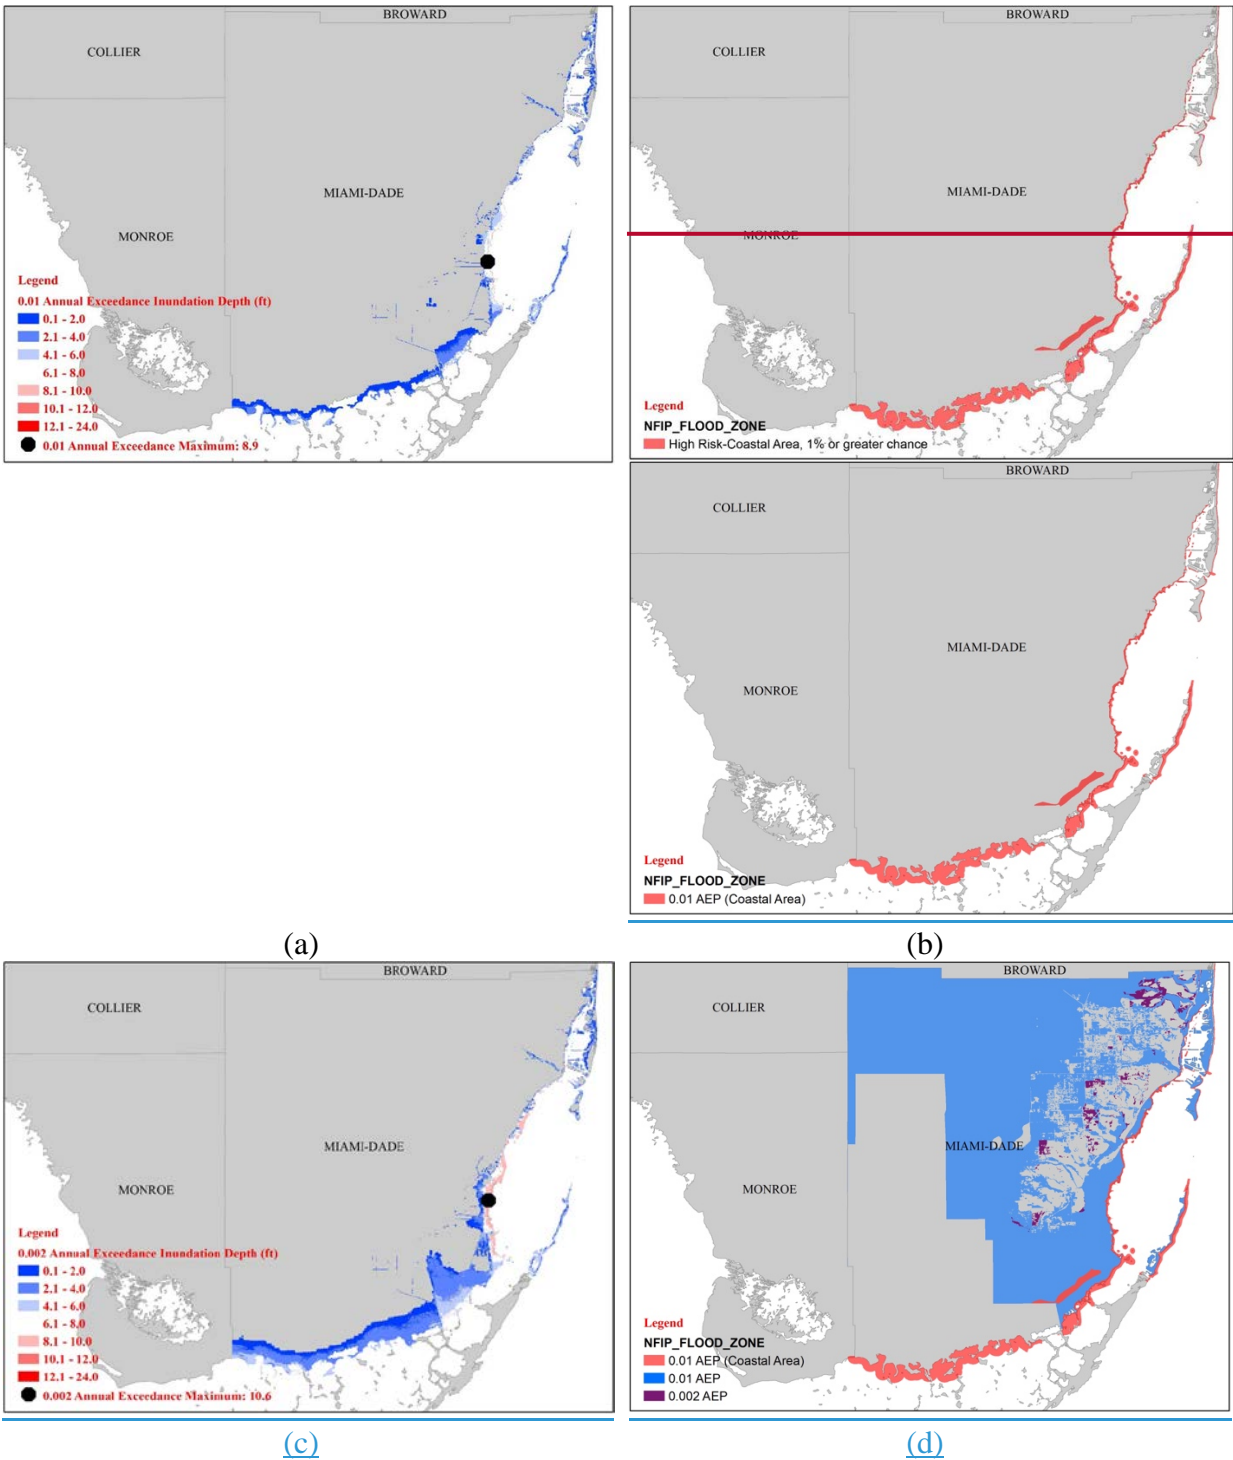 BROWARD
COLLIER
MIAMI-DADE
MONROE
Legend
0.01 Annual Exceedance Inundation Depth (ft)
0.1 - 2.0
2.1 - 4.0
4.1 - 6.0
6.1 - 8.0
8.1 - 10.0
10.1 - 12.0
12.1 - 24.0
0.01 Annual Exceedance Maximum: 8.9
BROWARD
COLLIER
MIAMI-DADE
MONROE
Legend
NFIP_FLOOD_ZONE
High Risk-Coastal Area, 1% or greater chance
BROWARD
COLLIER
MIAMI-DADE
MONROE
Legend
NFIP_FLOOD_ZONE
0.01 AEP (Coastal Area)
(a)
(b)
BROWARD
COLLIER
MIAMI-DADE
MONROE
Legend
0.002 Annual Exceedance Inundation Depth (ft)
0.1 - 2.0
2.1 - 4.0
4.1 - 6.0
6.1 - 8.0
8.1 - 10.0
10.1 - 12.0
12.1 - 24.0
0.002 Annual Exceedance Maximum: 10.6
BROWARD
COLLIER
MIAMI-DADE
MONROE
Legend
NFIP_FLOOD_ZONE
0.01 AEP (Coastal Area)
0.01 AEP
0.002 AEP
(c)
(d)